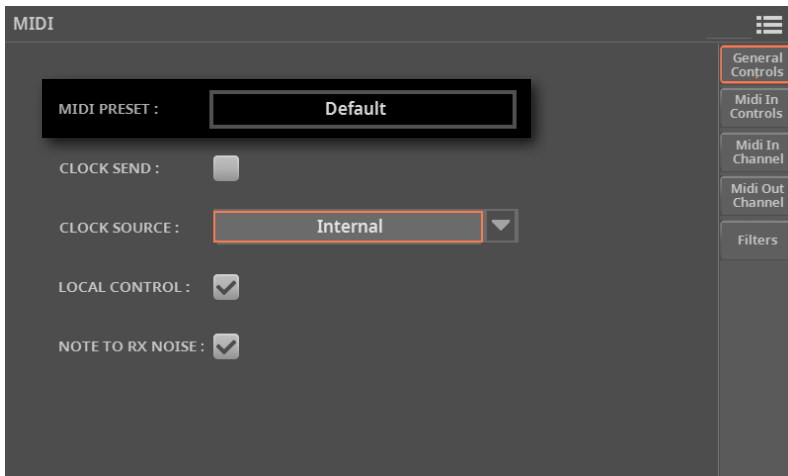 MIDI
General
Controls
MIDI PRESET :
Default
Midi In
Controls
CLOCK SEND :
Midi In
Channel
CLOCK SOURCE :
Internal
Midi Out
Channel
Filters
LOCAL CONTROL :
NOTE TO RX NOISE :